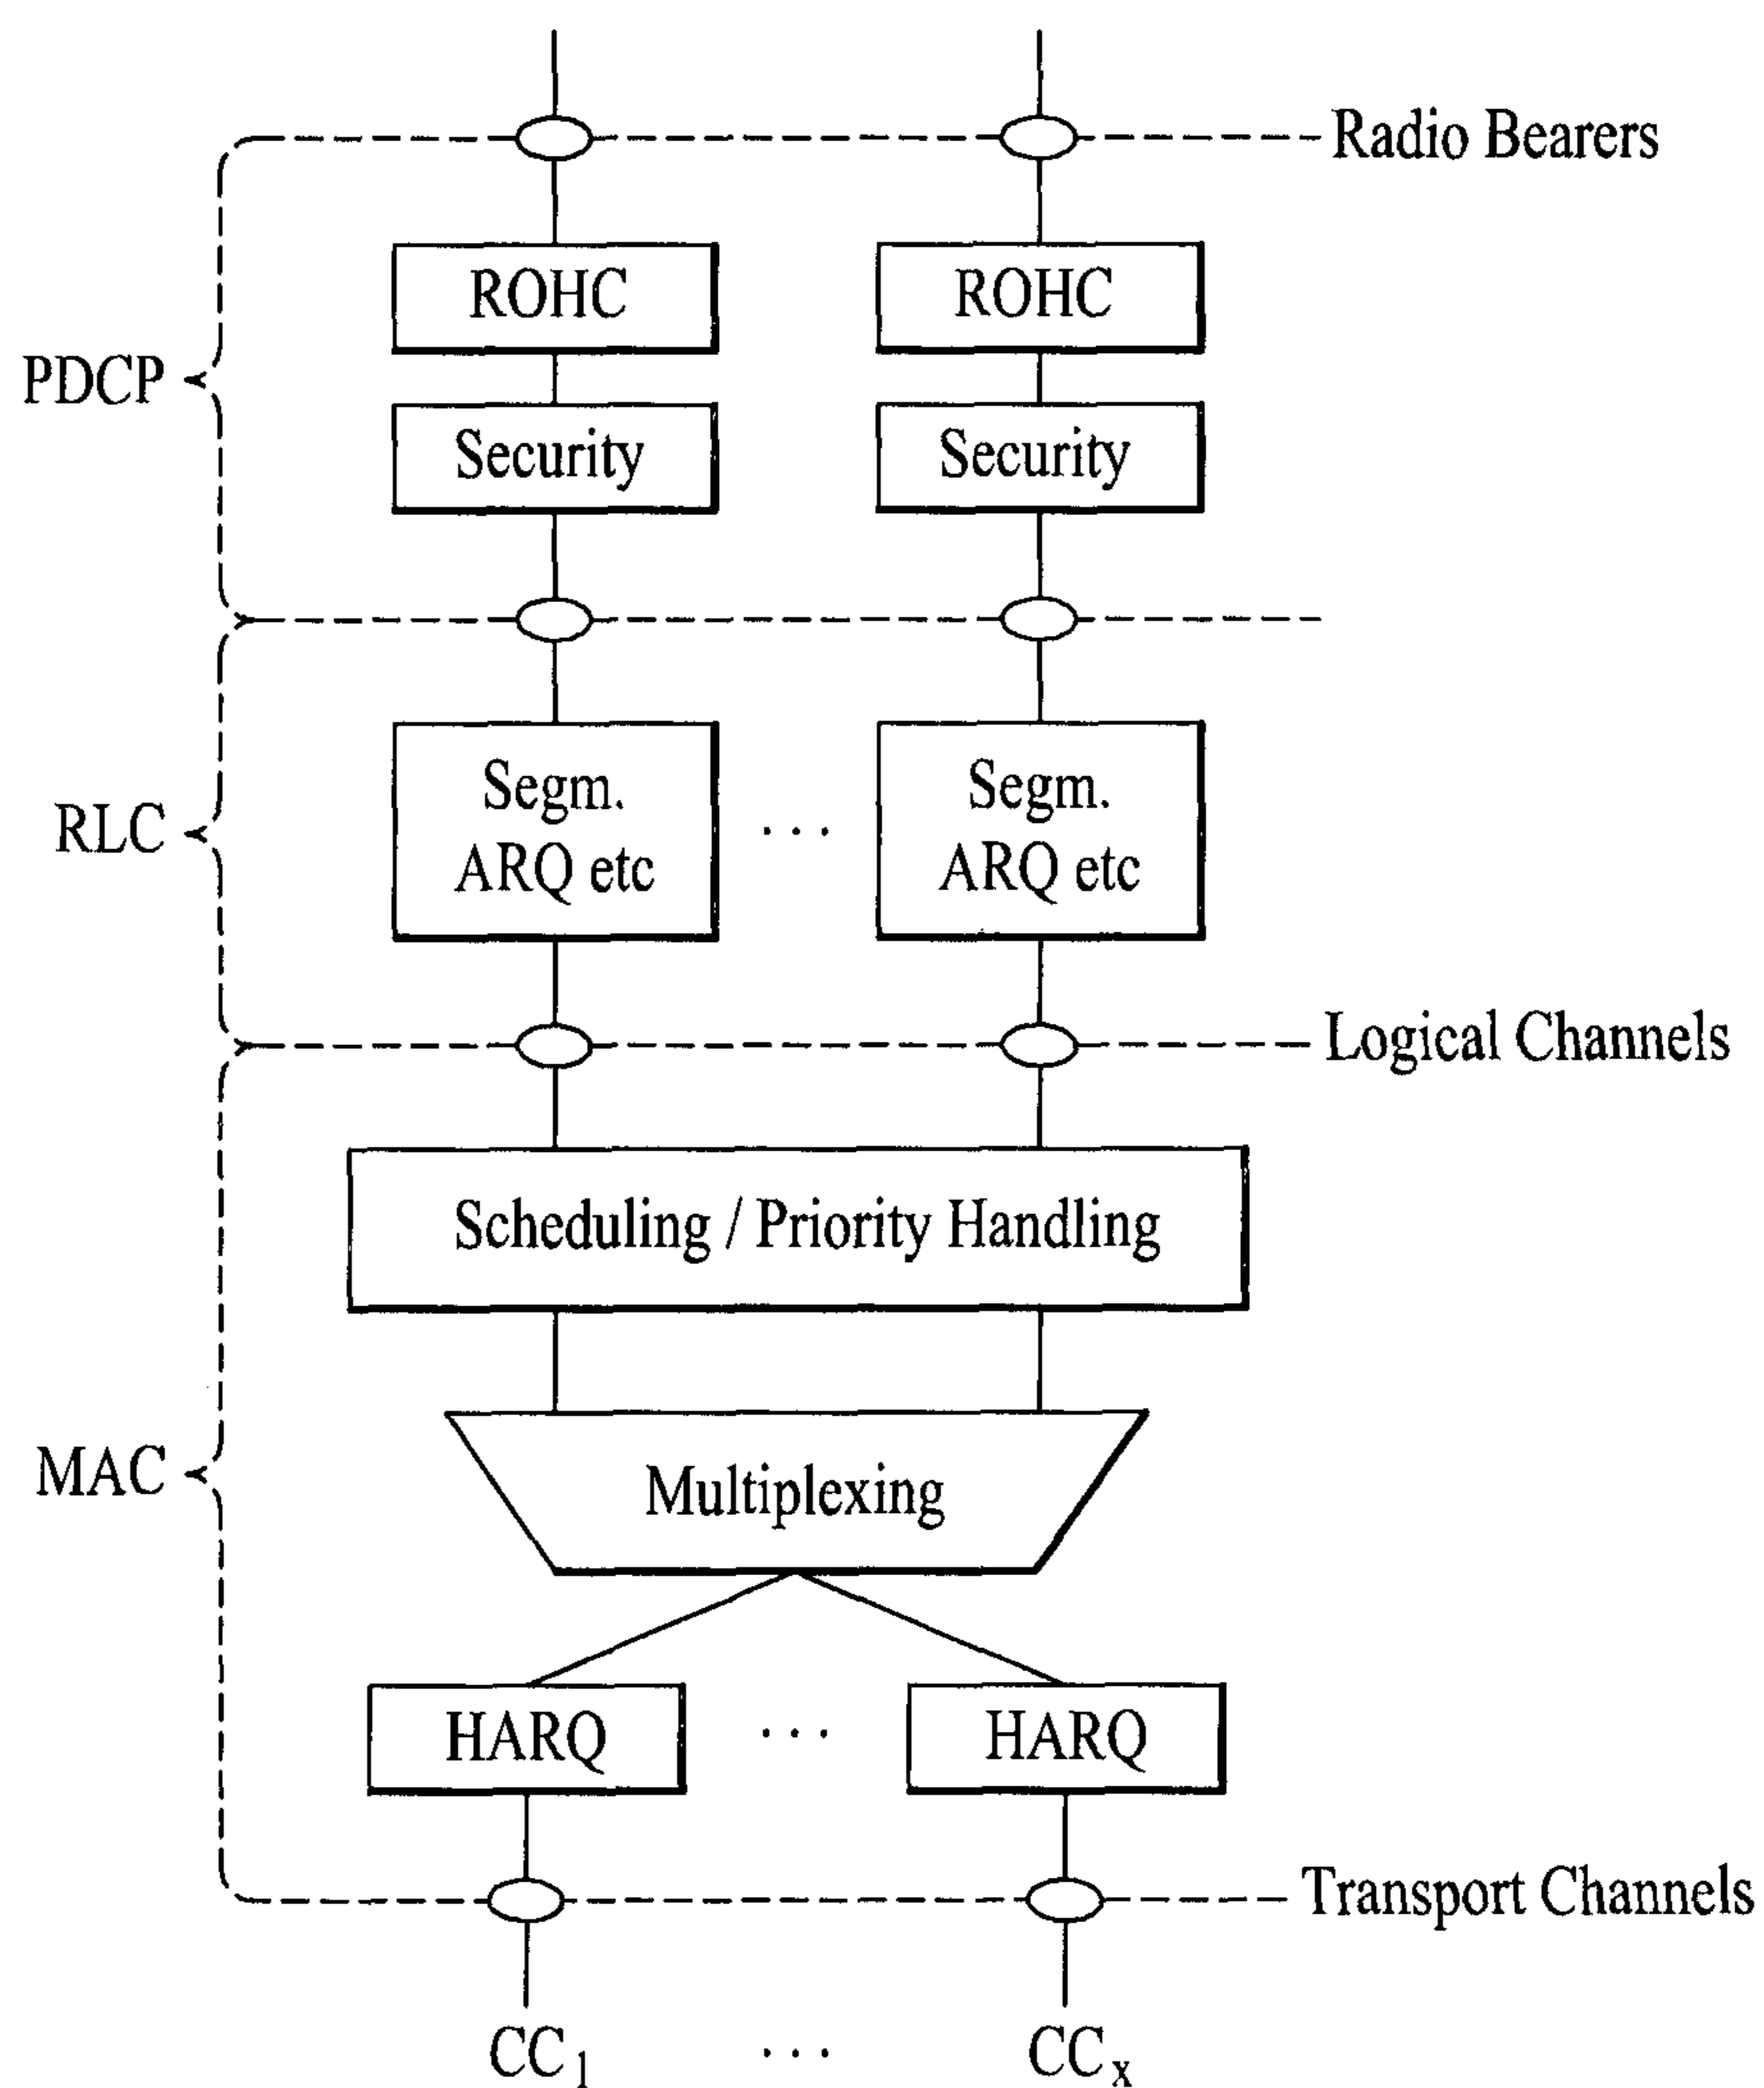 Radio Bearers
ROHC
ROHC
PDCP
Security
Security
Segm.
ARQ etc
...
Segm.
ARQ etc
RLC
Logical Channels
Scheduling / Priority Handling
MAC
Multiplexing
HARQ
...
HARQ
Transport Channels
CC1 ... CCx